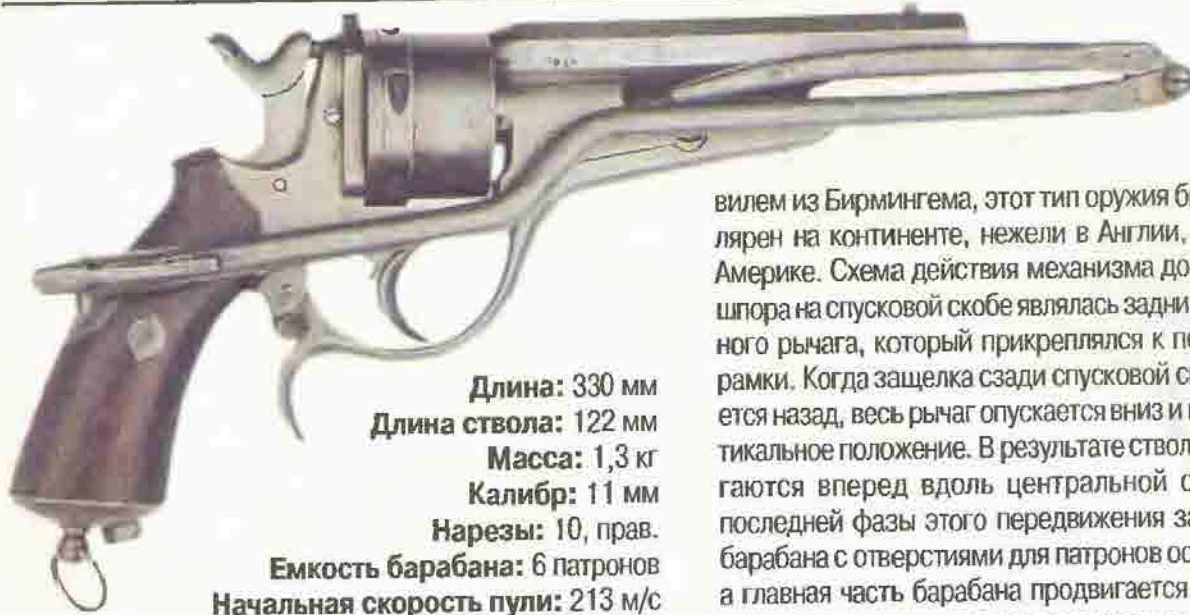 Длина: 330 мм
Длина ствола: 122 мм
Масса: 1,3 кг
Калибр: 11 мм
Нарезы: 10, прав.
Емкость барабана: 6 патронов
Начальная скорость пули: 213 м/с
вилем из Бирмингема, этот тип оружия б
лярен на континенте, нежели в Англии,
Америке. Схема действия механизма до
шпора на спусковой скобе являлась задни
ного рычага, который прикреплялся к пе
рамки. Когда защелка сзади спусковой с
ется назад, весь рычаг опускается вниз и
тикальное положение. В результате ствол
гаются вперед вдоль центральной о
последней фазы этого передвижения за
барабана с отверстиями для патронов ос
а главная часть барабана продвигается